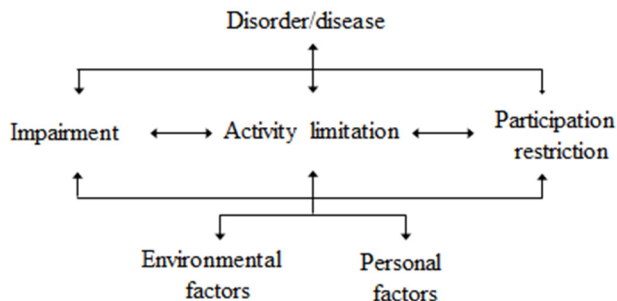 Disorder/disease
Impairment
Activity limitation
Participation
restriction
Environmental
factors
Personal
factors